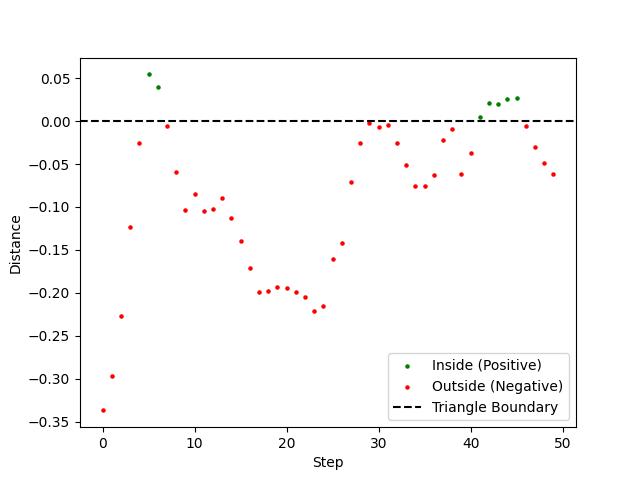 0.05
0.00
−0.05
−0.10
−0.15
−0.20
−0.25
−0.30
−0.35
Distance
0 10 20 30 40 50
Step
Inside (Positive)
Outside (Negative)
Triangle Boundary